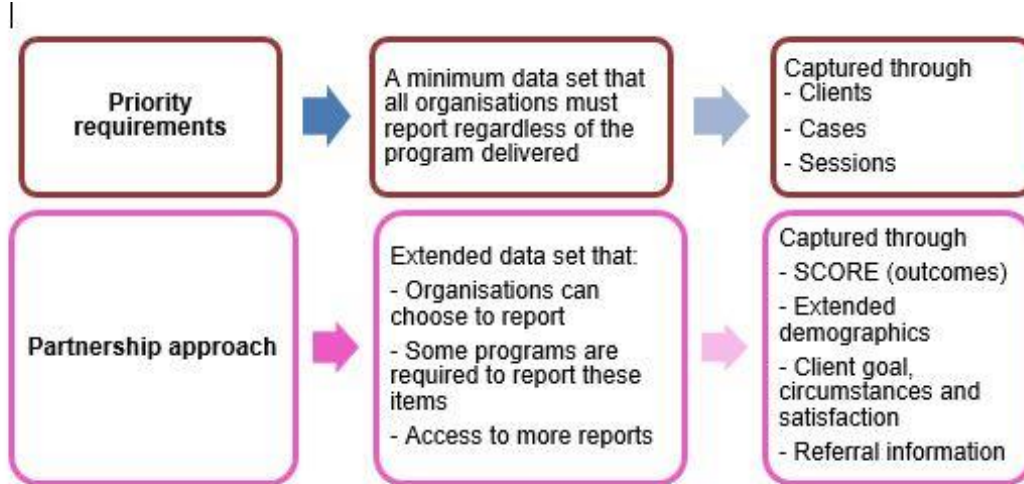 Priority
requirements
A minimum data set that
all organisations must
report regardless of the
program delivered
Captured through
- Clients
- Cases
- Sessions
Partnership approach
Extended data set that:
- Organisations can
choose to report
- Some programs are
required to report these
items
- Access to more reports
Captured through
- SCORE (outcomes)
- Extended
demographics
- Client goal,
circumstances and
satisfaction
- Referral information